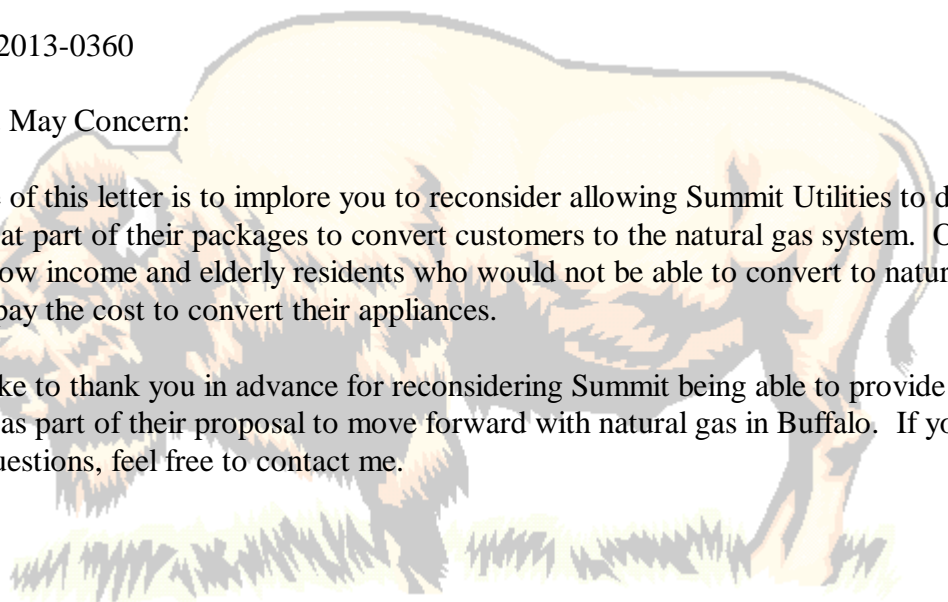 2013-0360
May Concern:
of this letter is to implore you to reconsider allowing Summit Utilities to d
at part of their packages to convert customers to the natural gas system.
ow income and elderly residents who would not be able to convert to natur
pay the cost to convert their appliances.
ke to thank you in advance for reconsidering Summit being able to provide
as part of their proposal to move forward with natural gas in Buffalo. If yo
uestions, feel free to contact me.